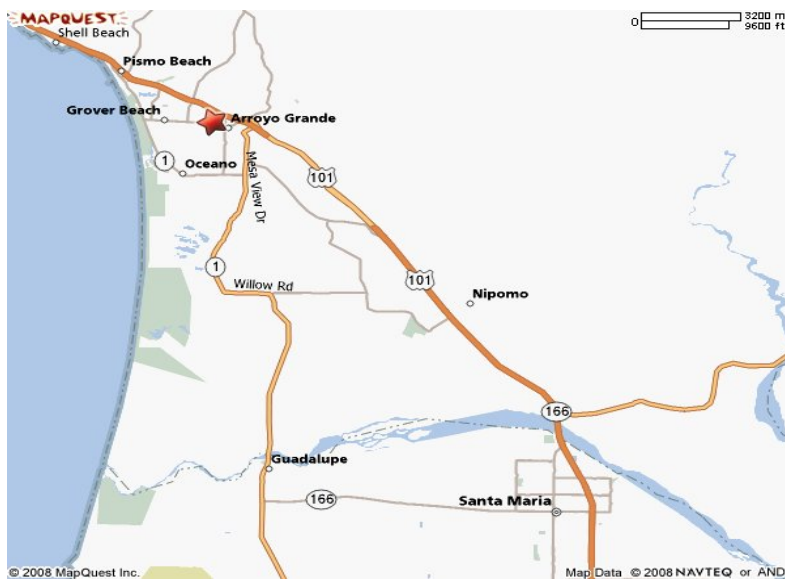 MAPQUEST
0 3200 m
9600 ft
Shell Beach
Pismo Beach
Grover Beach
Arroyo Grande
1
Oceano
Mesa View Dr
101
1
Willow Rd
101
Nipomo
166
Guadalupe
166
Santa Maria
© 2008 MapQuest Inc.
Map Data © 2008 NAVTEQ or AND